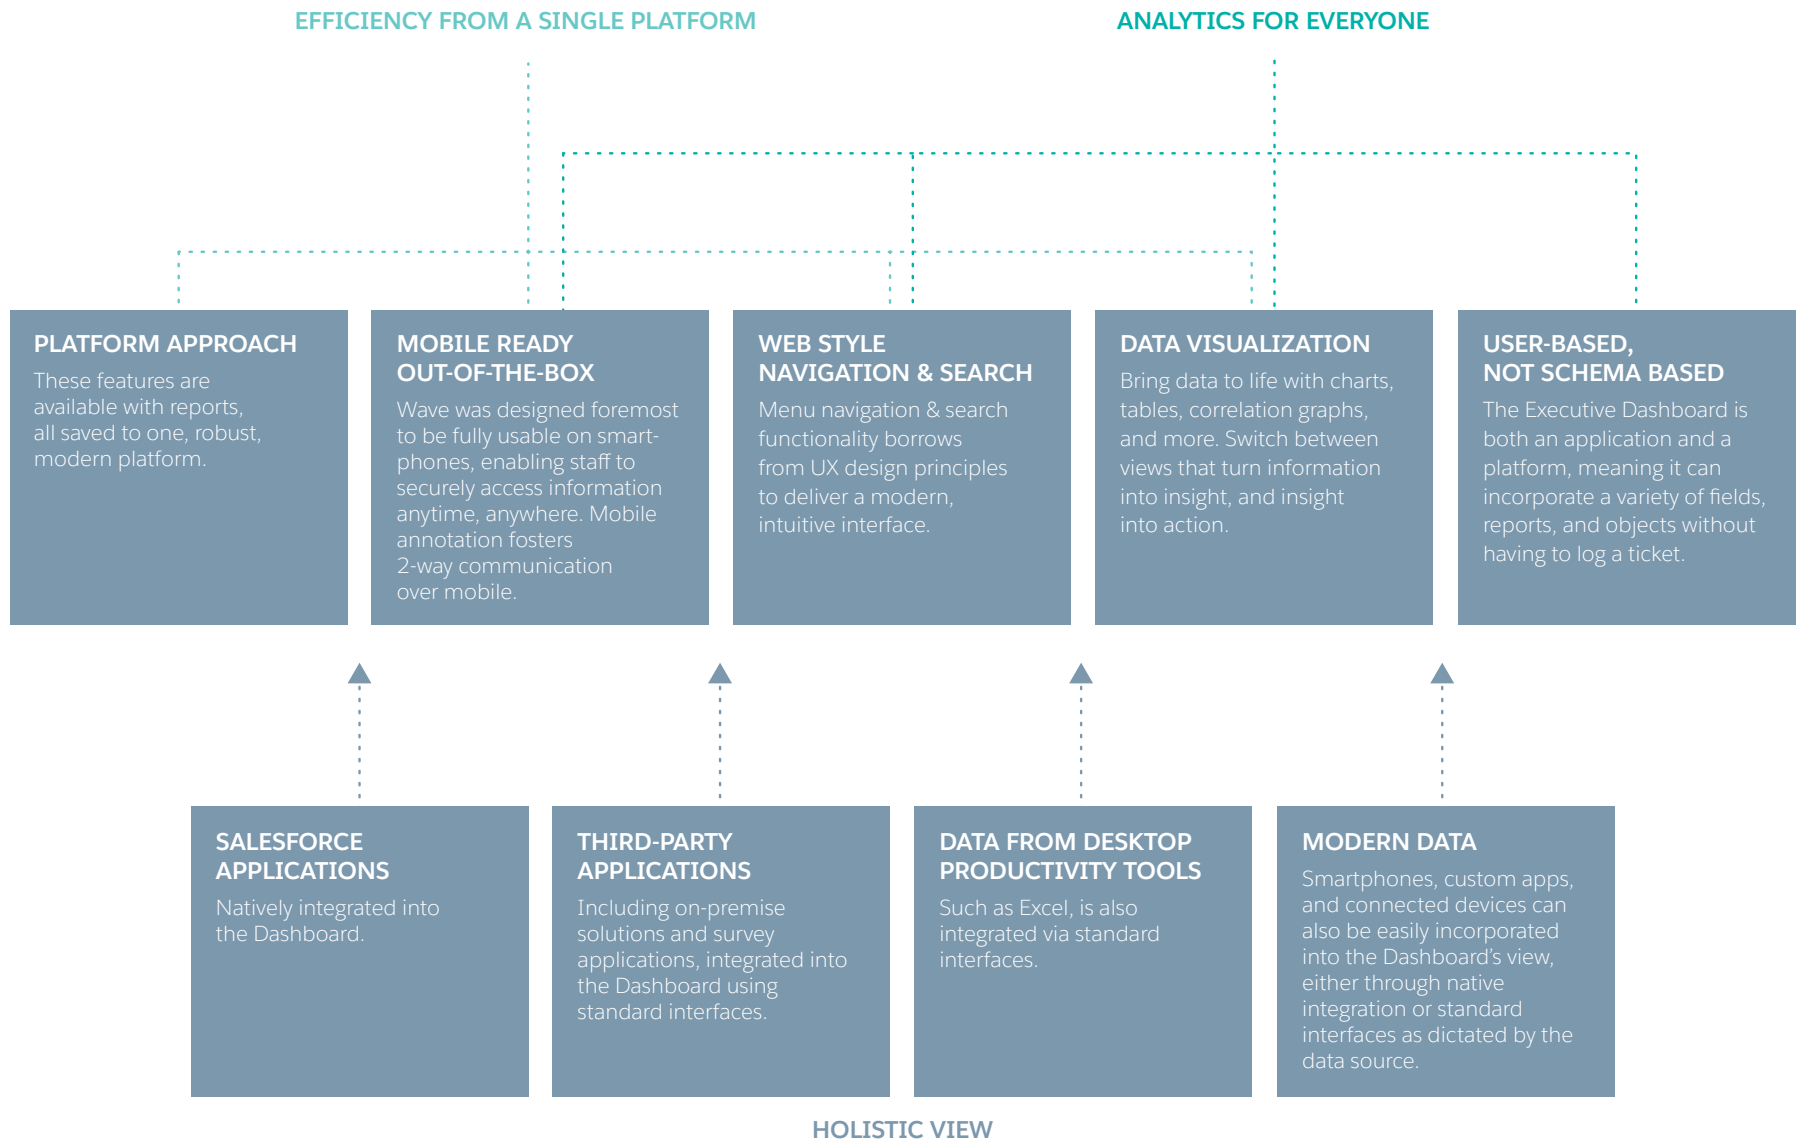 EFFICIENCY FROM A SINGLE PLATFORM
ANALYTICS FOR EVERYONE
PLATFORM APPROACH
These features are
available with reports,
all saved to one, robust,
modern platform.
MOBILE READY
OUT-OF-THE-BOX
Wave was designed foremost
to be fully usable on smart-
phones, enabling staff to
securely access information
anytime, anywhere. Mobile
annotation fosters
2-way communication
over mobile.
WEB STYLE
NAVIGATION & SEARCH
Menu navigation & search
functionality borrows
from UX design principles
to deliver a modern,
intuitive interface.
DATA VISUALIZATION
Bring data to life with charts,
tables, correlation graphs,
and more. Switch between
views that turn information
into insight, and insight
into action.
USER-BASED,
NOT SCHEMA BASED
The Executive Dashboard is
both an application and a
platform, meaning it can
incorporate a variety of fields,
reports, and objects without
having to log a ticket.
SALESFORCE
APPLICATIONS
Natively integrated into
the Dashboard.
THIRD-PARTY
APPLICATIONS
Including on-premise
solutions and survey
applications, integrated into
the Dashboard using
standard interfaces.
DATA FROM DESKTOP
PRODUCTIVITY TOOLS
Such as Excel, is also
integrated via standard
interfaces.
MODERN DATA
Smartphones, custom apps,
and connected devices can
also be easily incorporated
into the Dashboard's view,
either through native
integration or standard
interfaces as dictated by the
data source.
HOLISTIC VIEW